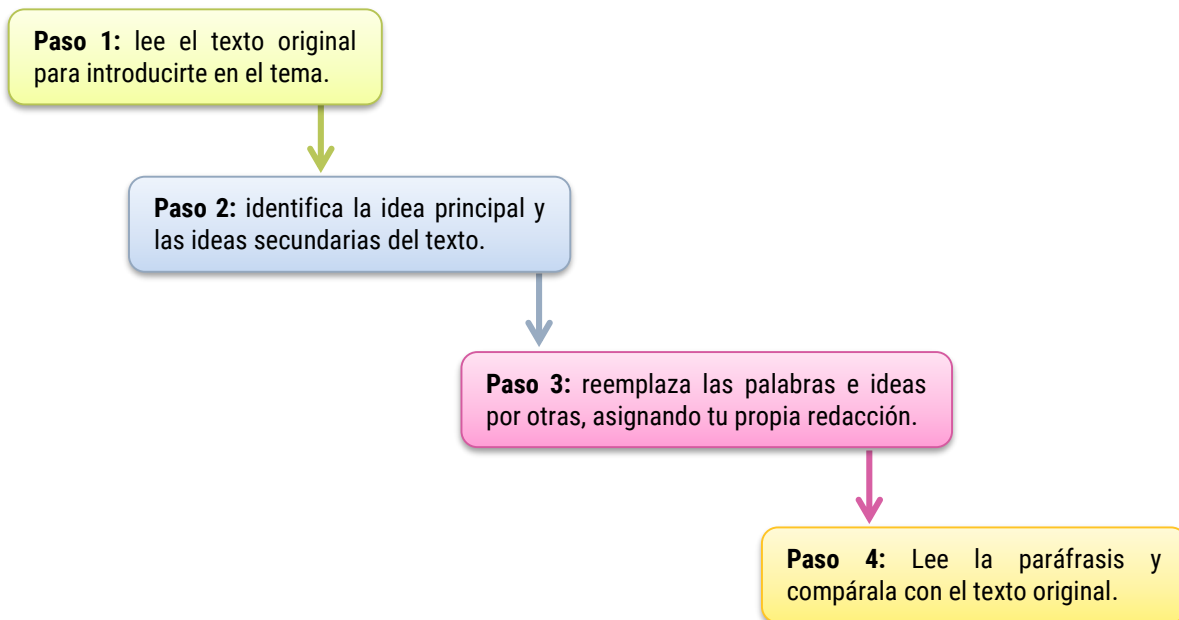 Paso 1: lee el texto original
para introducirte en el tema.
Paso 2: identifica la idea principal y
las ideas secundarias del texto.
Paso 3: reemplaza las palabras e ideas
por otras, asignando tu propia redacción.
Paso 4: Lee la paráfrasis y
compárala con el texto original.